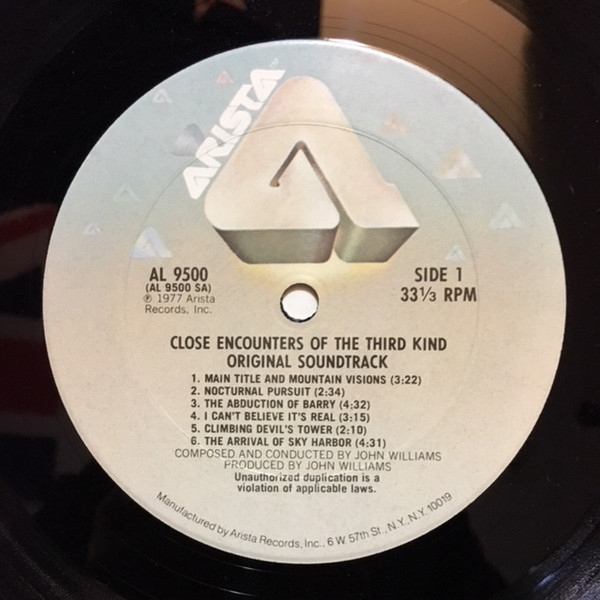 ARISTA
AL 9500
(AL 9500 SA)
℗ 1977 Arista
Records, Inc.
SIDE 1
33⅓ RPM
CLOSE ENCOUNTERS OF THE THIRD KIND
ORIGINAL SOUNDTRACK
1. MAIN TITLE AND MOUNTAIN VISIONS (3:22)
2. NOCTURNAL PURSUIT (2:34)
3. THE ABDUCTION OF BARRY (4:32)
4. I CAN'T BELIEVE IT'S REAL (3:15)
5. CLIMBING DEVIL'S TOWER (2:10)
6. THE ARRIVAL OF SKY HARBOR (4:31)
COMPOSED AND CONDUCTED BY JOHN WILLIAMS
PRODUCED BY JOHN WILLIAMS
Unauthorized duplication is a
violation of applicable laws.
Manufactured by Arista Records, Inc., 6 W. 57th St., N.Y., N.Y. 10019